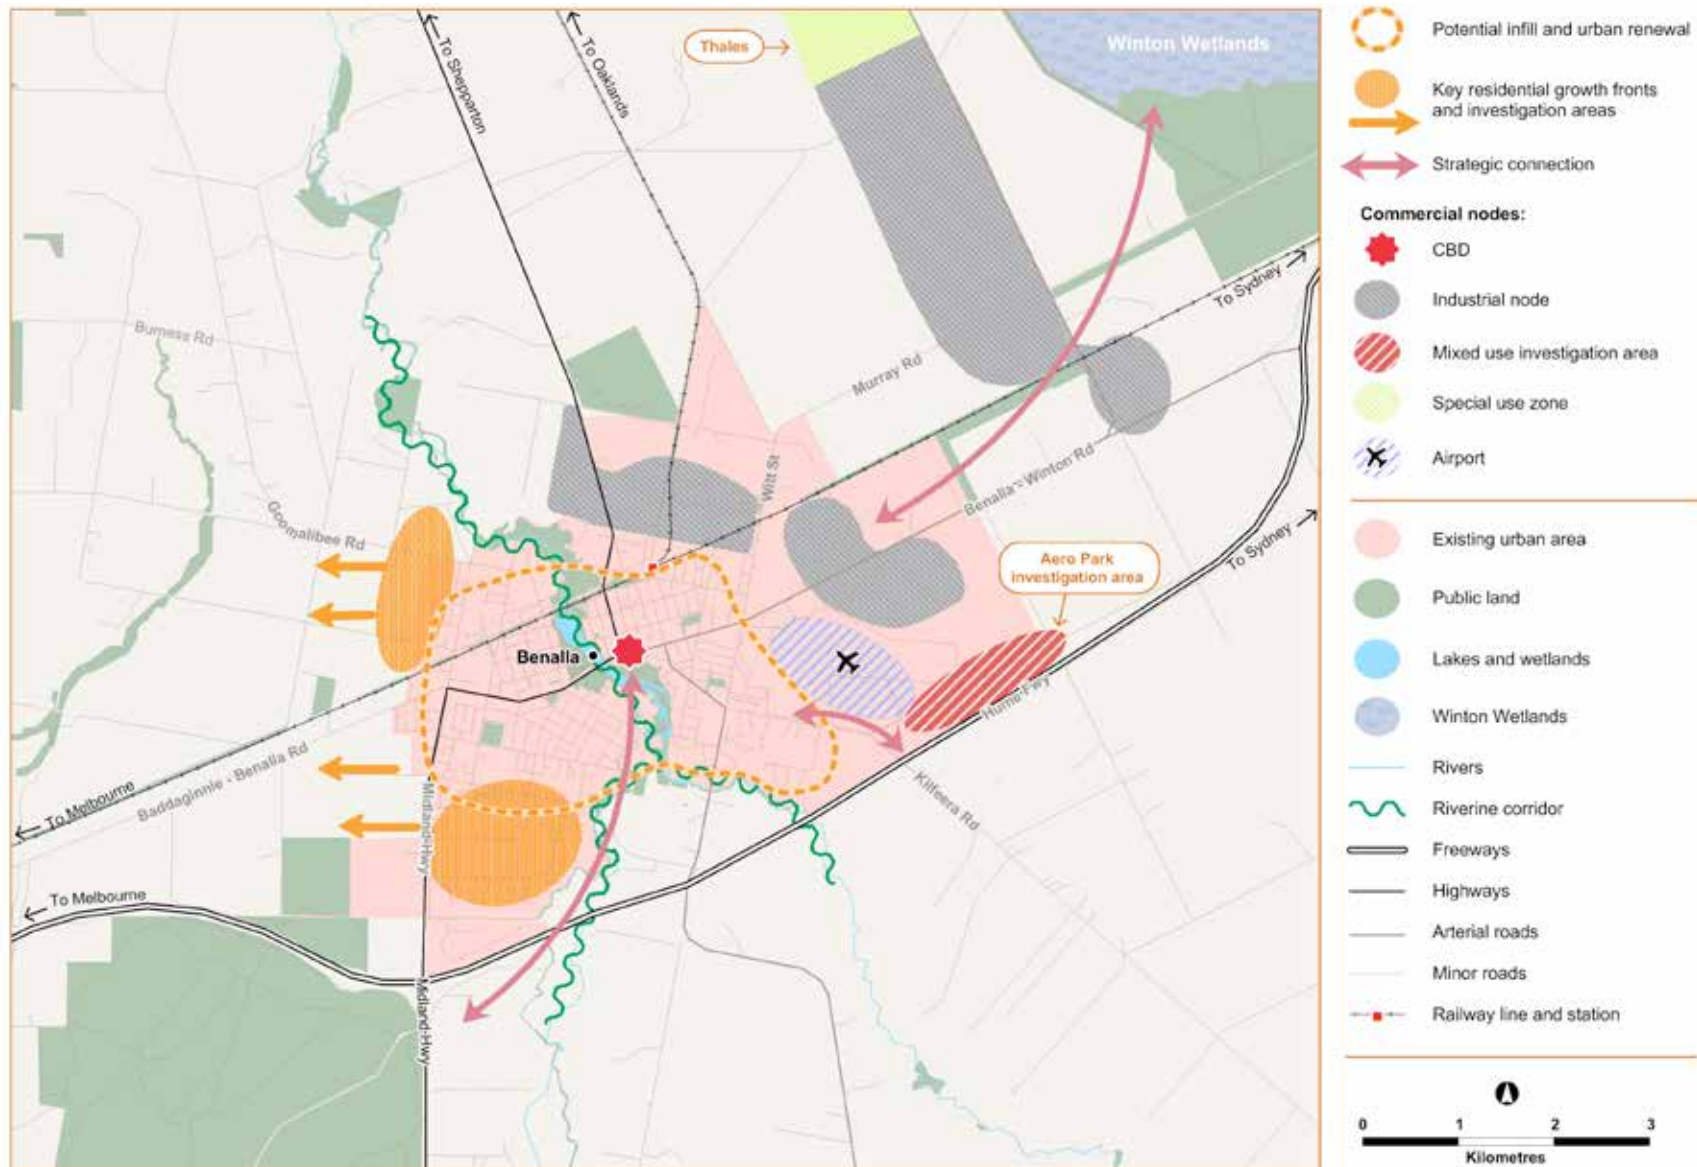 To Shepparton
To Oaklands
Thales
Winton Wetlands
To Sydney
Burness Rd
Murray Rd
Witt St
Benalla - Winton Rd
Goomalibee Rd
To Sydney
Aero Park
investigation area
Benalla
Hume Fwy
Kilfeera Rd
To Melbourne
Baddaginnie - Benalla Rd
Midland Hwy
To Melbourne
Midland Hwy
Potential infill and urban renewal
Key residential growth fronts
and investigation areas
Strategic connection
Commercial nodes:
CBD
Industrial node
Mixed use investigation area
Special use zone
Airport
Existing urban area
Public land
Lakes and wetlands
Winton Wetlands
Rivers
Riverine corridor
Freeways
Highways
Arterial roads
Minor roads
Railway line and station
0 1 2 3
Kilometres